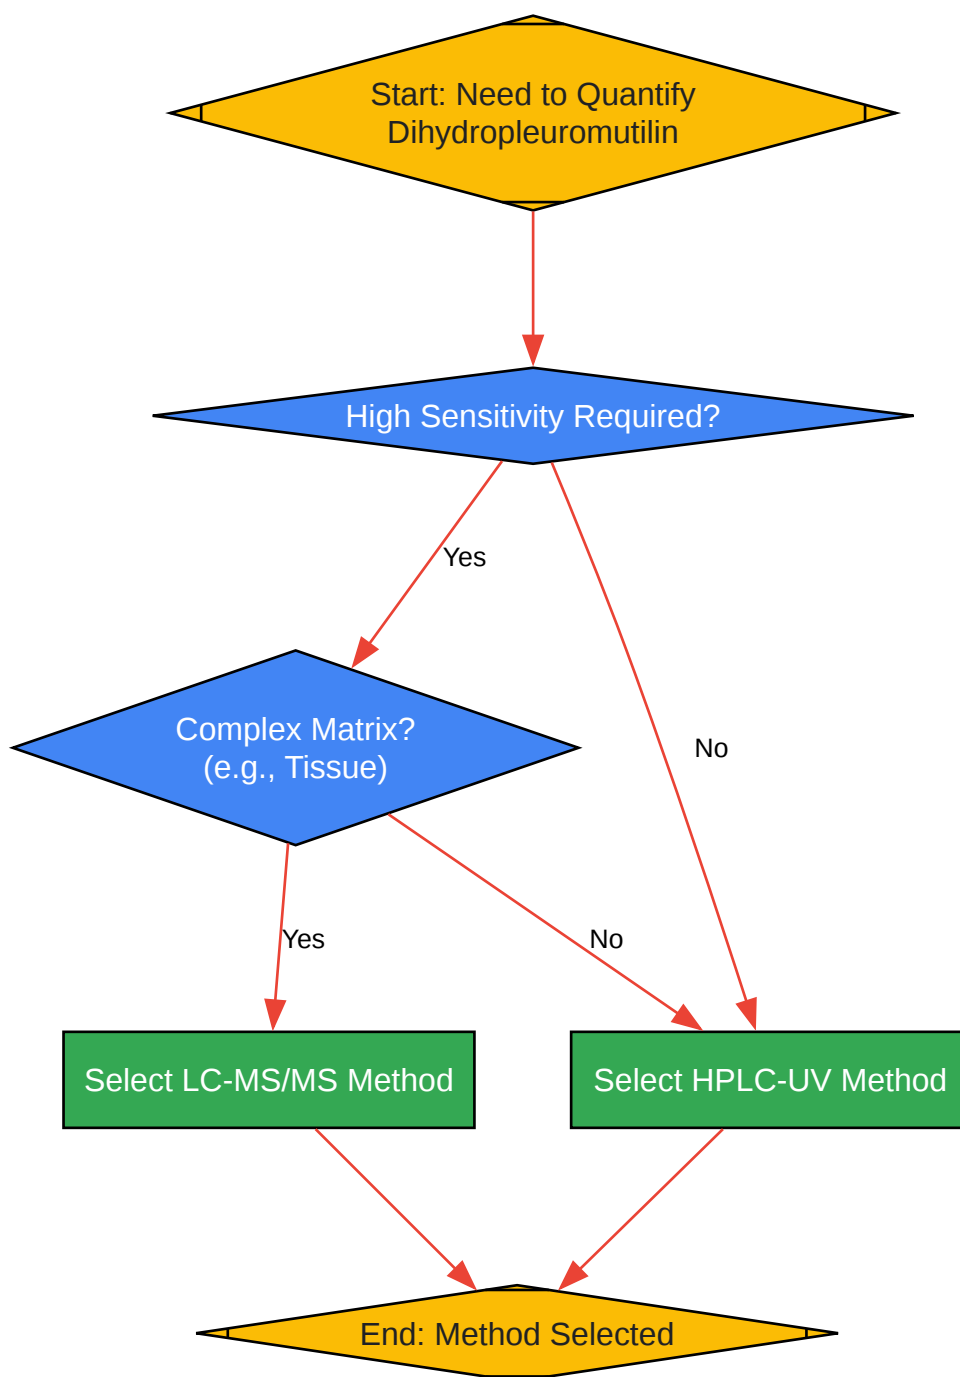 Start: Need to Quantify
Dihydropleuromutilin
High Sensitivity Required?
Yes
Complex Matrix?
(e.g., Tissue)
No
Yes
No
Select LC-MS/MS Method
Select HPLC-UV Method
End: Method Selected